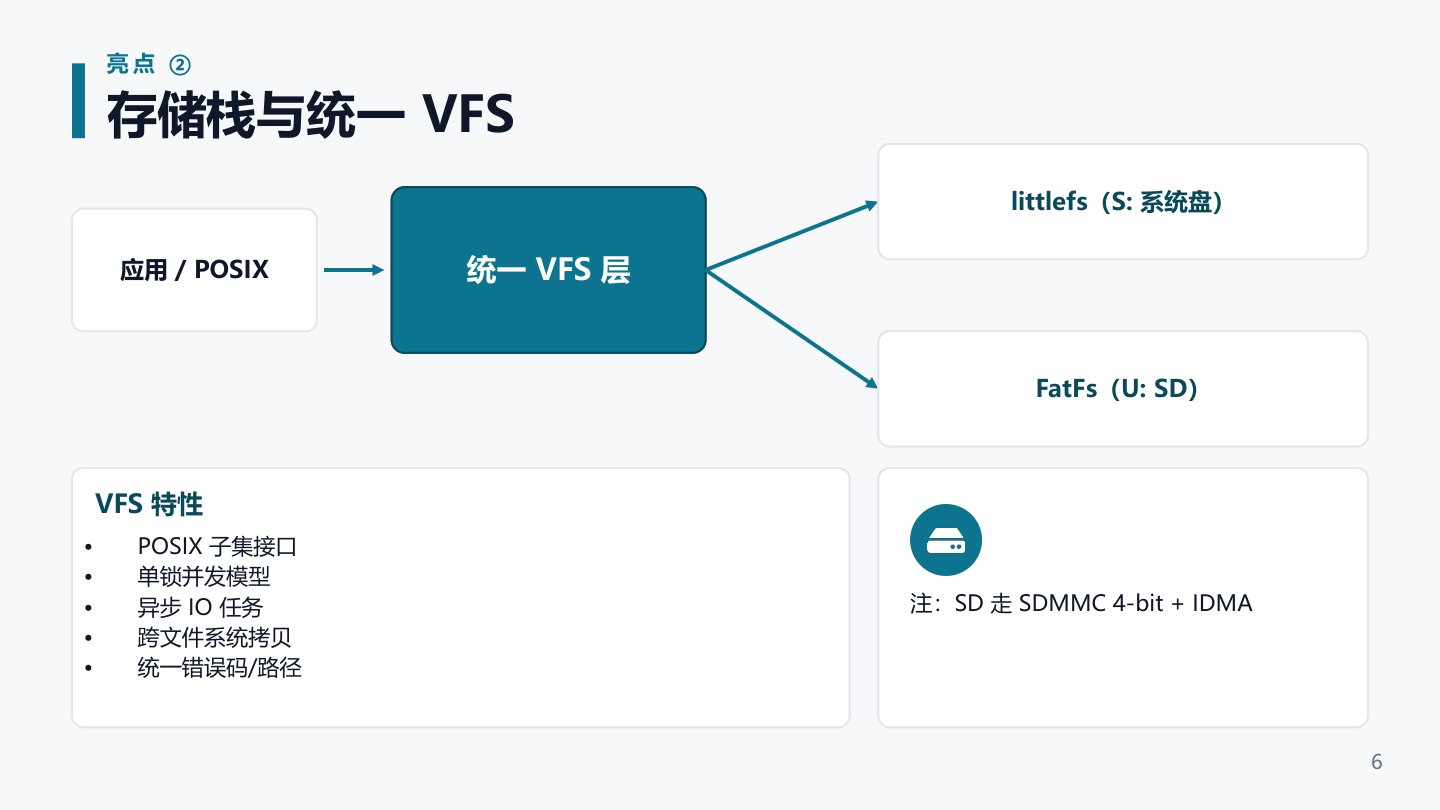 亮点 ②
存储栈与统一 VFS
应用 / POSIX
统一 VFS 层
littlefs（S: 系统盘）
FatFs（U: SD）
VFS 特性
• POSIX 子集接口
• 单锁并发模型
• 异步 IO 任务
• 跨文件系统拷贝
• 统一错误码/路径
注：SD 走 SDMMC 4-bit + IDMA
6